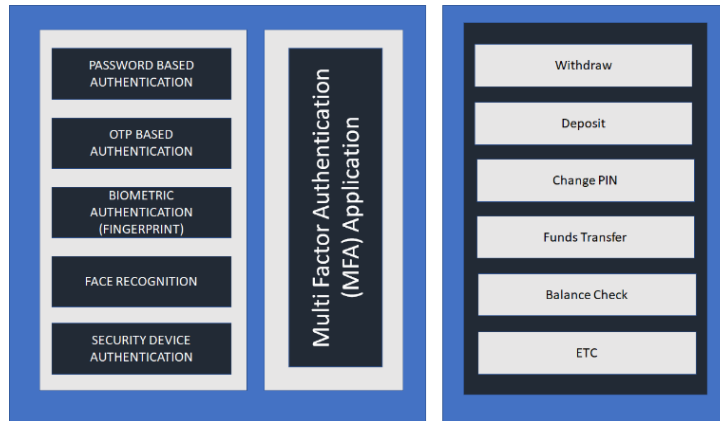 PASSWORD BASED
AUTHENTICATION
OTP BASED
AUTHENTICATION
BIOMETRIC
AUTHENTICATION
(FINGERPRINT)
FACE RECOGNITION
SECURITY DEVICE
AUTHENTICATION
Multi Factor Authentication
(MFA) Application
Withdraw
Deposit
Change PIN
Funds Transfer
Balance Check
ETC